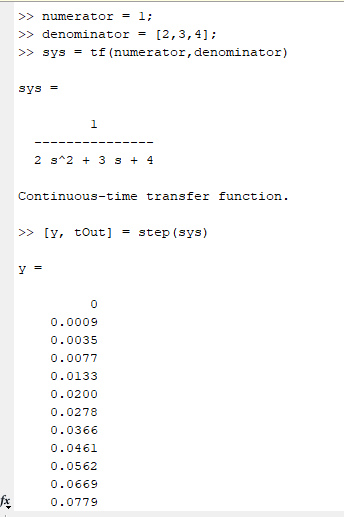 >> numerator = 1;
>> denominator = [2,3,4];
>> sys = tf(numerator,denominator)
sys =
1
---------------
2 s^2 + 3 s + 4
Continuous-time transfer function.
>> [y, tOut] = step(sys)
y =
0
0.0009
0.0035
0.0077
0.0133
0.0200
0.0278
0.0366
0.0461
0.0562
0.0669
fx
0.0779